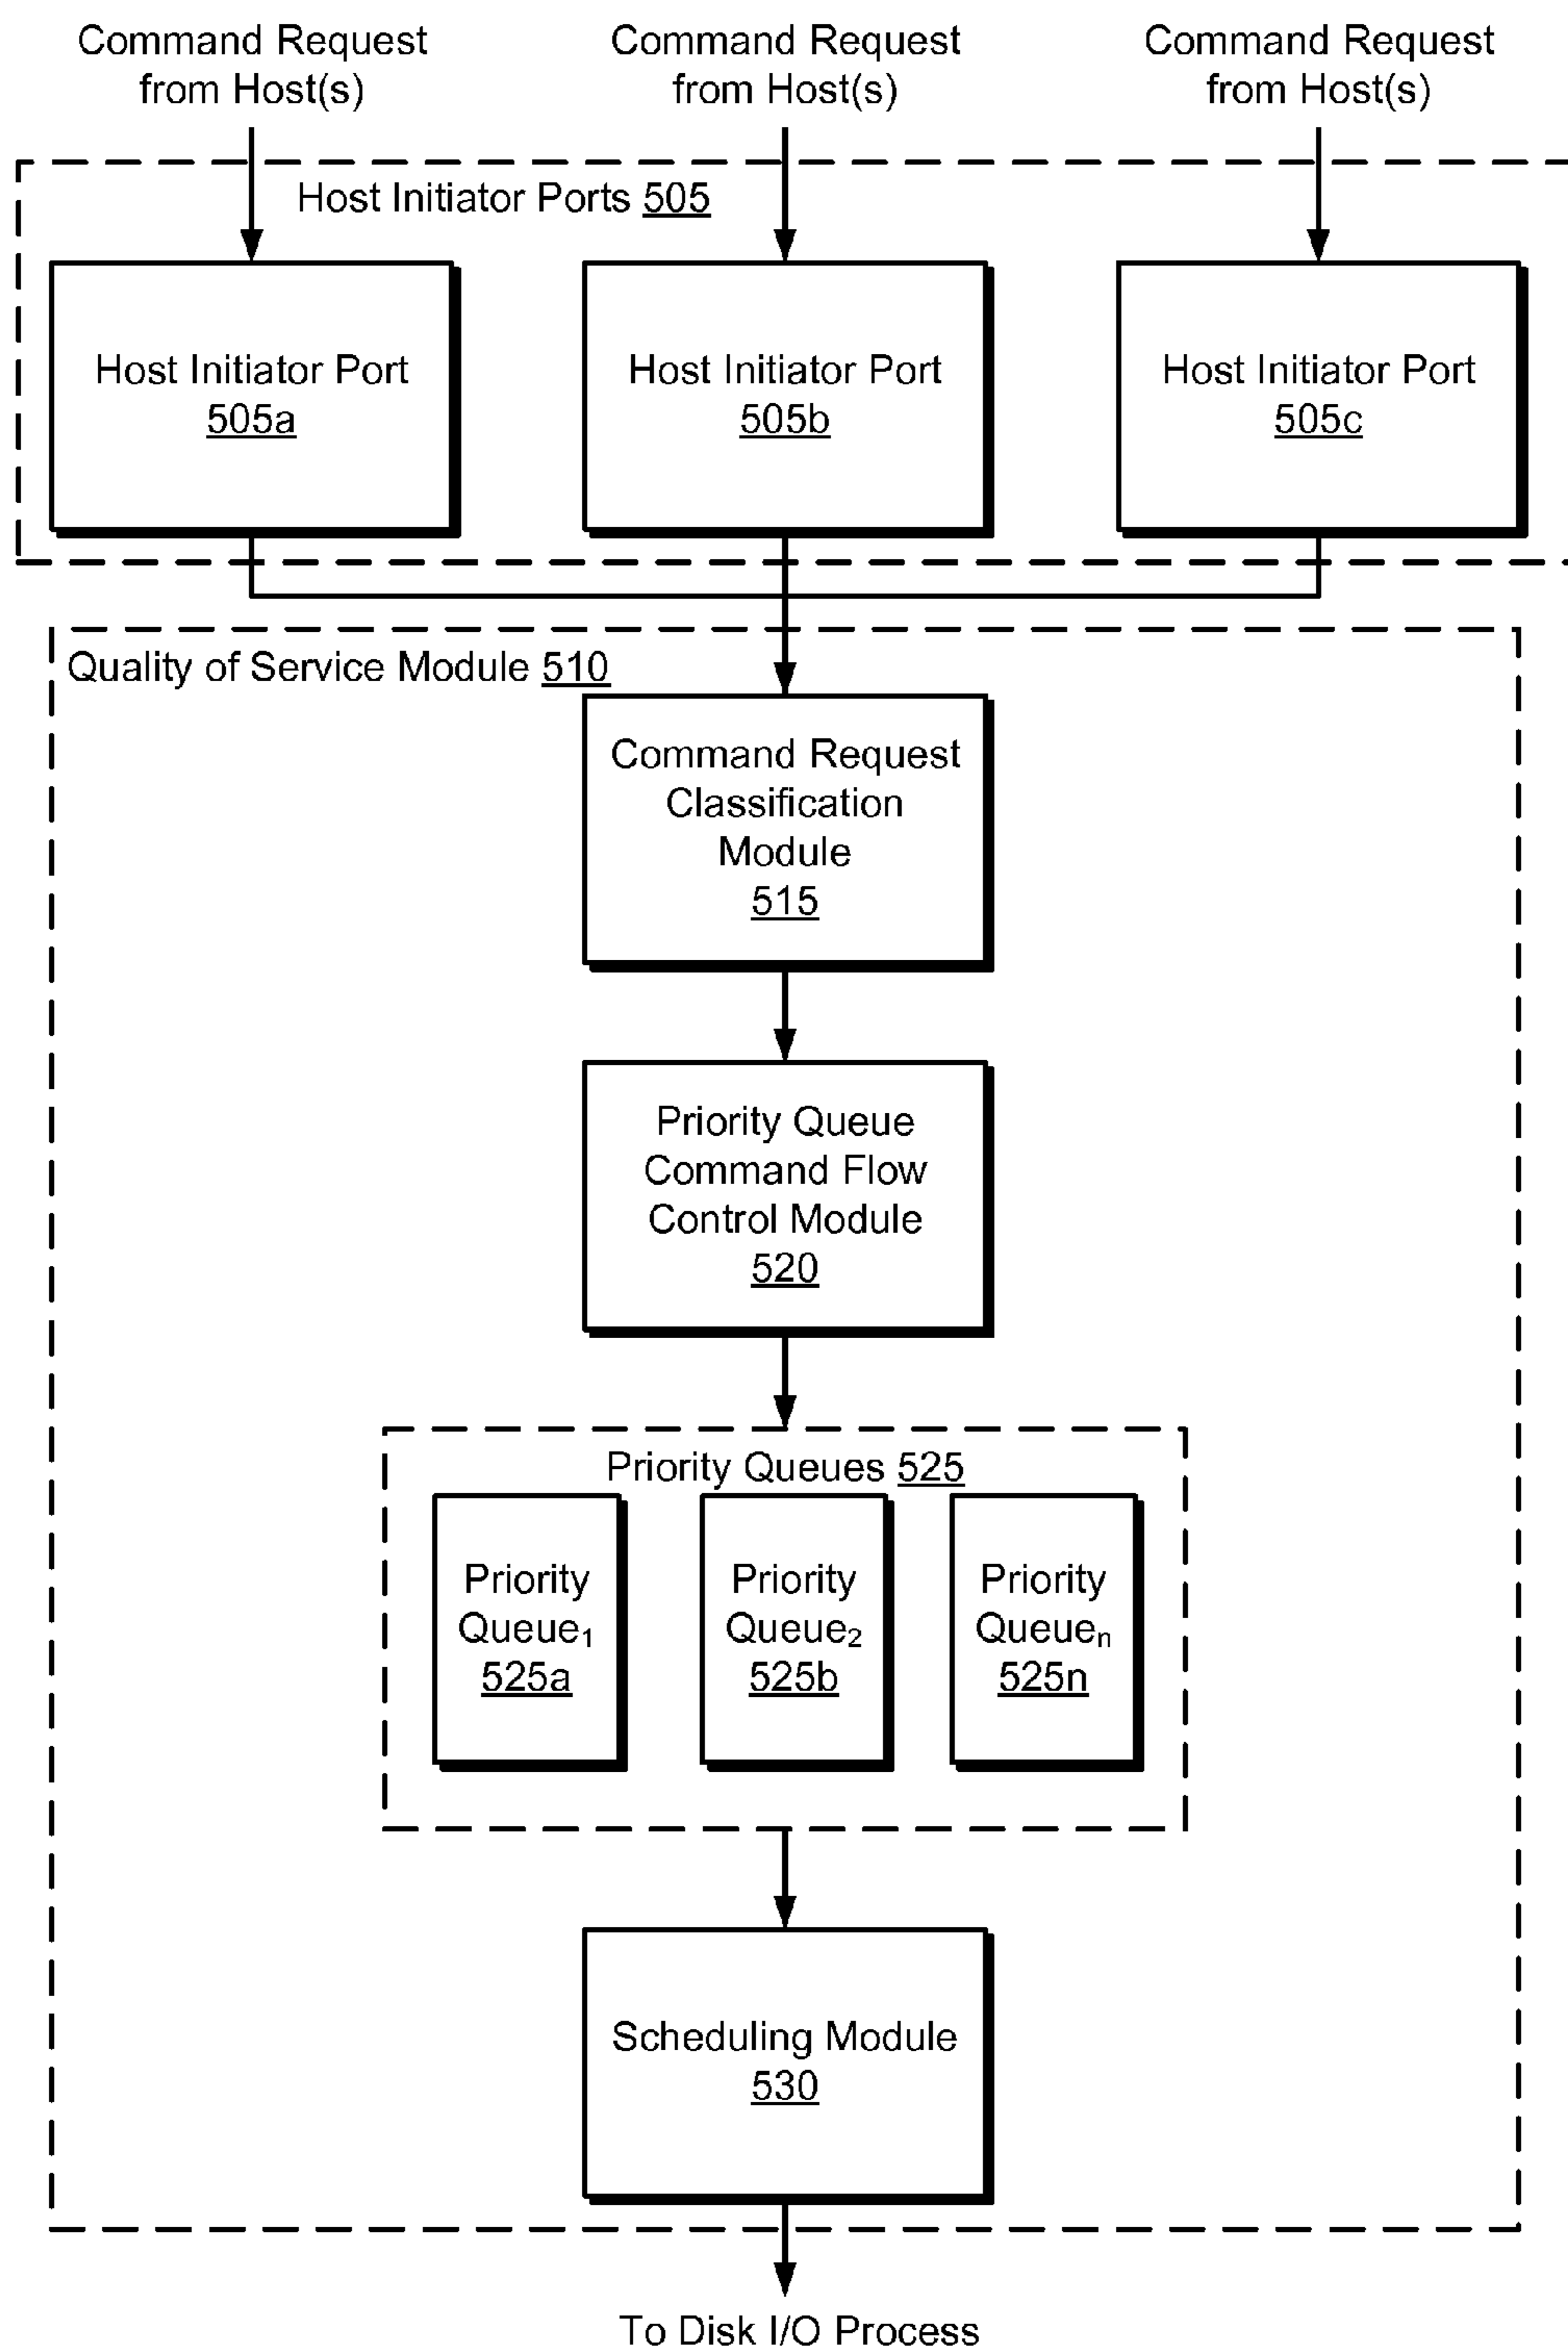 Command Request
from Host(s)
Command Request
from Host(s)
Command Request
from Host(s)
Host Initiator Ports 505
Host Initiator Port
505a
Host Initiator Port
505b
Host Initiator Port
505c
Quality of Service Module 510
Command Request
Classification
Module
515
Priority Queue
Command Flow
Control Module
520
Priority Queues 525
Priority
Queue₁
525a
Priority
Queue₂
525b
Priority
Queueₙ
525n
Scheduling Module
530
To Disk I/O Process